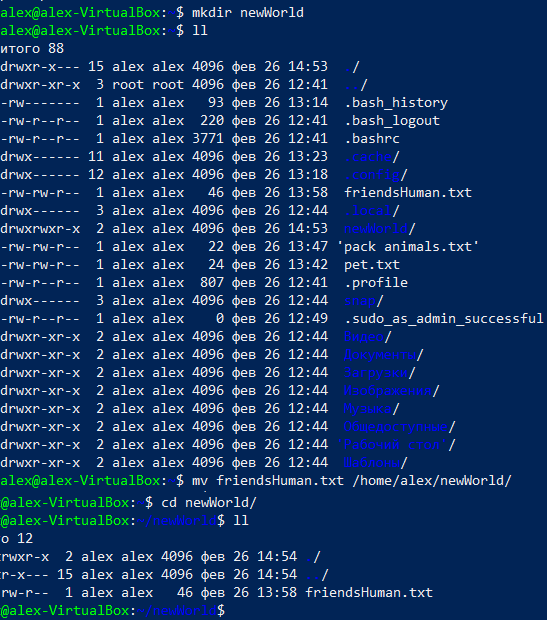 alex@alex-VirtualBox:~$ mkdir newWorld
alex@alex-VirtualBox:~$ ll
итого 88
drwxr-x--- 15 alex alex 4096 фев 26 14:53 ./
drwxr-xr-x 3 root root 4096 фев 26 12:41 ../
-rw------- 1 alex alex 93 фев 26 13:14 .bash_history
-rw-r--r-- 1 alex alex 220 фев 26 12:41 .bash_logout
-rw-r--r-- 1 alex alex 3771 фев 26 12:41 .bashrc
drwx------ 11 alex alex 4096 фев 26 13:23 .cache/
drwx------ 12 alex alex 4096 фев 26 13:18 .config/
-rw-rw-r-- 1 alex alex 46 фев 26 13:58 friendsHuman.txt
drwx------ 3 alex alex 4096 фев 26 12:44 .local/
drwxrwxr-x 2 alex alex 4096 фев 26 14:53 newWorld/
-rw-rw-r-- 1 alex alex 22 фев 26 13:47 'pack animals.txt'
-rw-rw-r-- 1 alex alex 24 фев 26 13:42 pet.txt
-rw-r--r-- 1 alex alex 807 фев 26 12:41 .profile
drwx------ 3 alex alex 4096 фев 26 12:44 snap/
-rw-r--r-- 1 alex alex 0 фев 26 12:49 .sudo_as_admin_successful
drwxr-xr-x 2 alex alex 4096 фев 26 12:44 Видео/
drwxr-xr-x 2 alex alex 4096 фев 26 12:44 Документы/
drwxr-xr-x 2 alex alex 4096 фев 26 12:44 Загрузки/
drwxr-xr-x 2 alex alex 4096 фев 26 12:44 Изображения/
drwxr-xr-x 2 alex alex 4096 фев 26 12:44 Музыка/
drwxr-xr-x 2 alex alex 4096 фев 26 12:44 Общедоступные/
drwxr-xr-x 2 alex alex 4096 фев 26 12:44 'Рабочий стол'/
drwxr-xr-x 2 alex alex 4096 фев 26 12:44 Шаблоны/
alex@alex-VirtualBox:~$ mv friendsHuman.txt /home/alex/newWorld/
@alex-VirtualBox:~$ cd newWorld/
@alex-VirtualBox:~/newWorld$ ll
о 12
rwxr-x 2 alex alex 4096 фев 26 14:54 ./
r-x--- 15 alex alex 4096 фев 26 14:54 ../
rw-r-- 1 alex alex 46 фев 26 13:58 friendsHuman.txt
@alex-VirtualBox:~/newWorld$